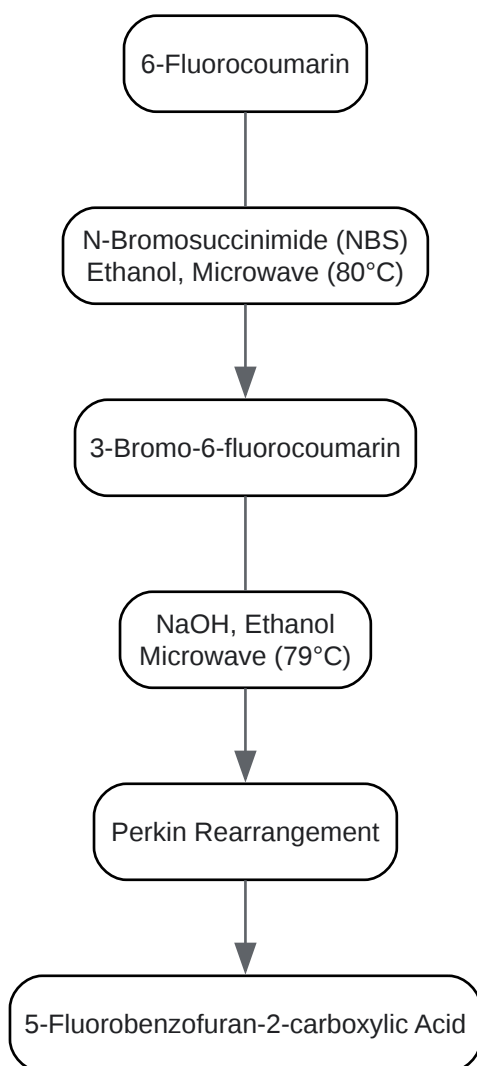 6-Fluorocoumarin
N-Bromosuccinimide (NBS)
Ethanol, Microwave (80°C)
3-Bromo-6-fluorocoumarin
NaOH, Ethanol
Microwave (79°C)
Perkin Rearrangement
5-Fluorobenzofuran-2-carboxylic Acid